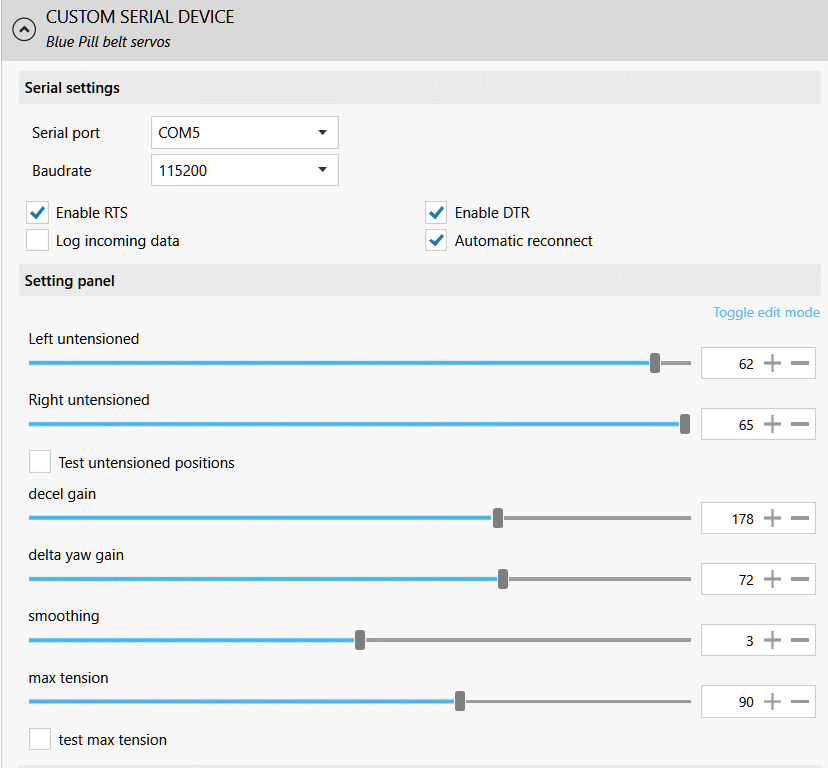 CUSTOM SERIAL DEVICE
Blue Pill belt servos
Serial settings
Serial port COM5
Baudrate 115200
Enable RTS Enable DTR
Log incoming data Automatic reconnect
Setting panel
Toggle edit mode
Left untensioned
62
Right untensioned
65
Test untensioned positions
decel gain
178
delta yaw gain
72
smoothing
3
max tension
90
test max tension